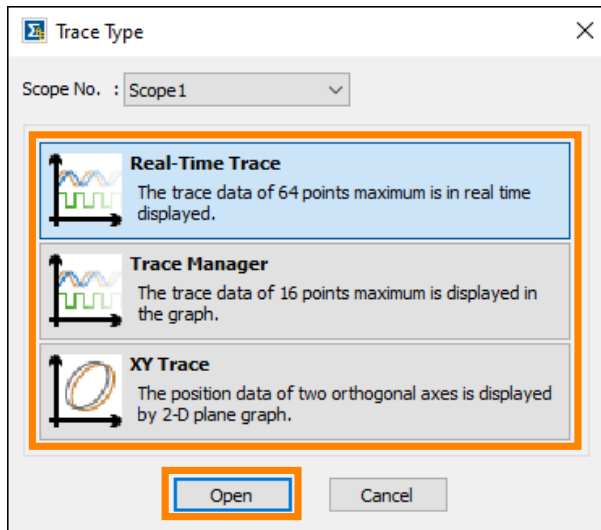 Trace Type
Scope No. : Scope1
Real-Time Trace
The trace data of 64 points maximum is in real time
displayed.
Trace Manager
The trace data of 16 points maximum is displayed in
the graph.
XY Trace
The position data of two orthogonal axes is displayed
by 2-D plane graph.
Open Cancel